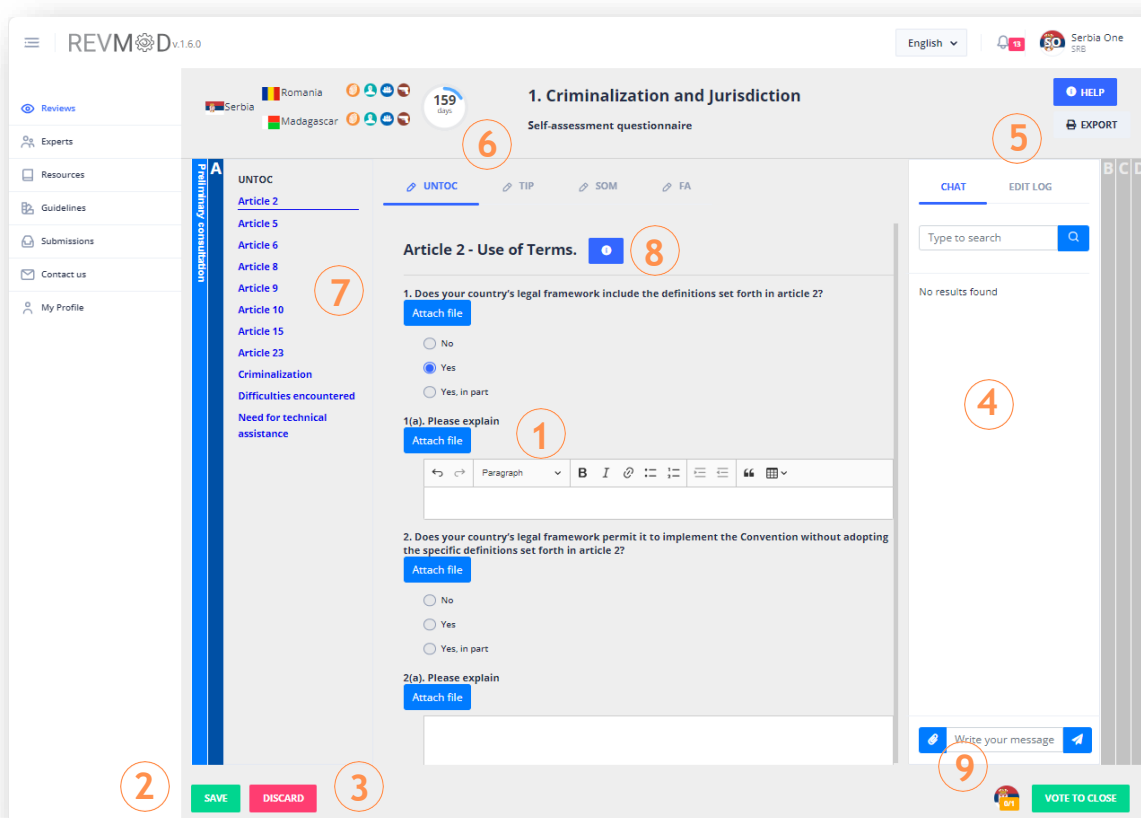 REVMOD v.1.6.0
English
13
SO
Serbia One
SRB
Reviews
Experts
Resources
Guidelines
Submissions
Contact us
My Profile
Serbia
Romania
Madagascar
159
days
6
1. Criminalization and Jurisdiction
Self-assessment questionnaire
HELP
EXPORT
5
Preliminary consultation
A
UNTOC
Article 2
Article 5
Article 6
Article 8
Article 9
Article 10
Article 15
Article 23
Criminalization
Difficulties encountered
Need for technical
assistance
7
UNTOC
TIP
SOM
FA
Article 2 - Use of Terms.
8
1. Does your country's legal framework include the definitions set forth in article 2?
Attach file
No
Yes
Yes, in part
1(a). Please explain
Attach file
1
Paragraph
B I
2. Does your country's legal framework permit it to implement the Convention without adopting
the specific definitions set forth in article 2?
Attach file
No
Yes
Yes, in part
2(a). Please explain
Attach file
CHAT
EDIT LOG
Type to search
No results found
4
Write your message
9
B C D
2
SAVE
DISCARD
3
0/1
VOTE TO CLOSE